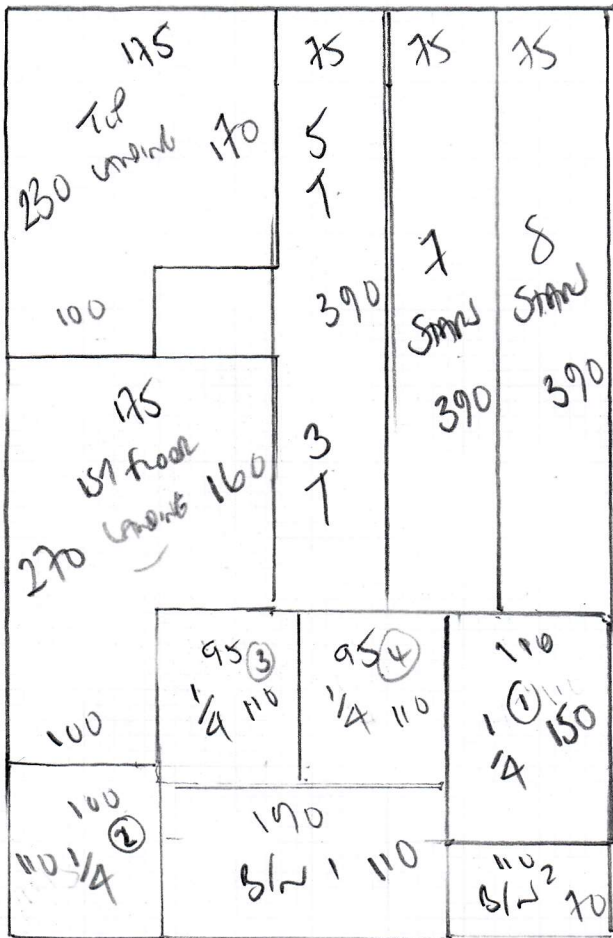 175
TOP
230 LANDING 170
100
75
5
T
390
3
T
75
7
STAIRS
390
75
8
STAIRS
390
175
1ST FLOOR
270 LANDING 160
100
95 3
1/4 110
95 4
1/4 110
110
1 1 150
1/4
100
2
110 1/4
190
B/N 1 110
110
B/N 2 70